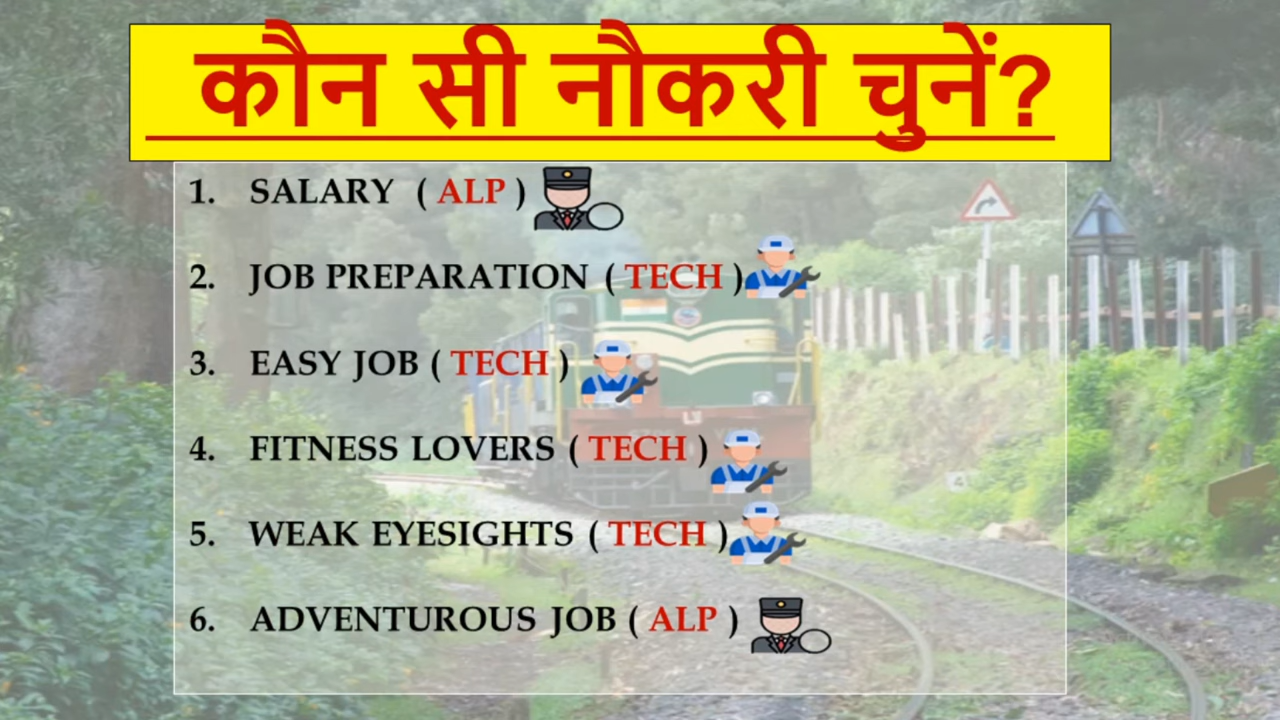 कौन सी नौकरी चुनें?
1. SALARY ( ALP )
2. JOB PREPARATION ( TECH )
3. EASY JOB ( TECH )
4. FITNESS LOVERS ( TECH )
5. WEAK EYESIGHTS ( TECH )
6. ADVENTUROUS JOB ( ALP )